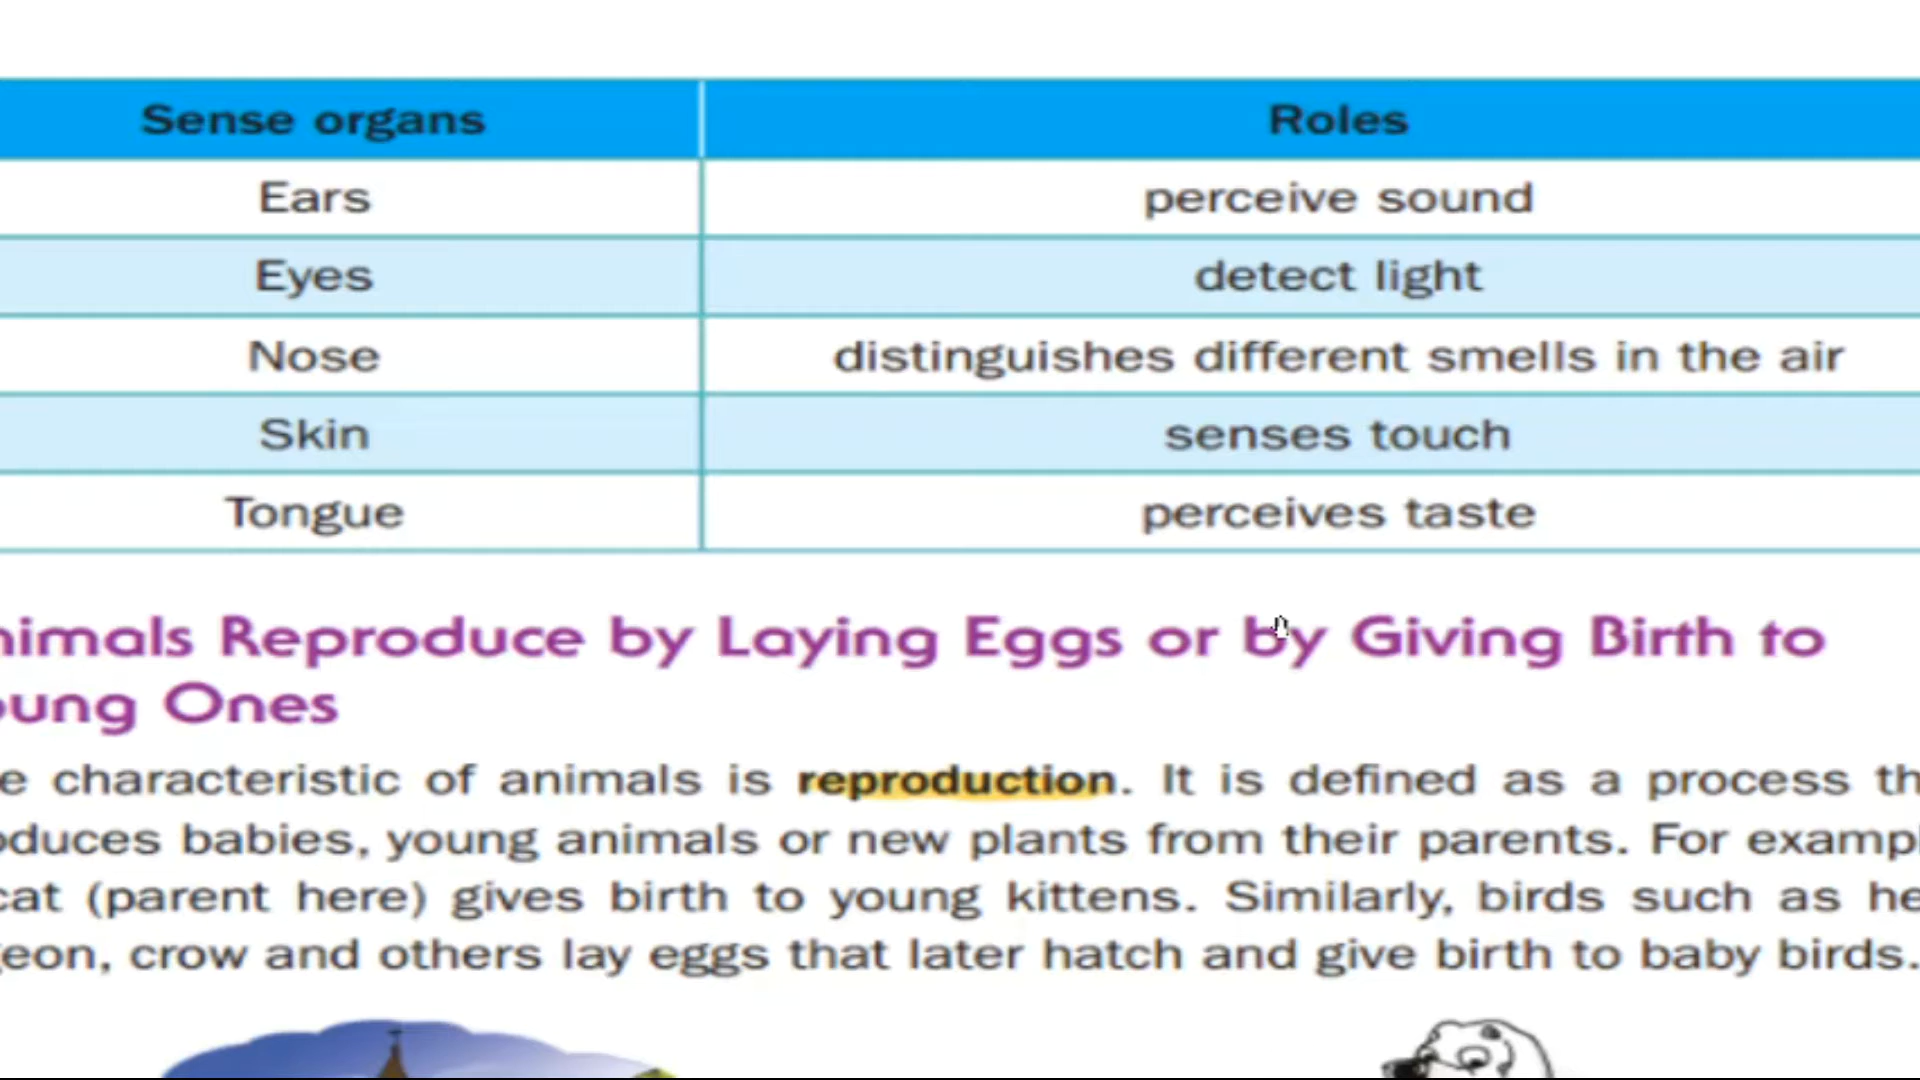 Sense organs Roles
Ears perceive sound
Eyes detect light
Nose distinguishes different smells in the air
Skin senses touch
Tongue perceives taste
nimals Reproduce by Laying Eggs or by Giving Birth to
oung Ones
e characteristic of animals is reproduction. It is defined as a process th
oduces babies, young animals or new plants from their parents. For exampl
cat (parent here) gives birth to young kittens. Similarly, birds such as he
geon, crow and others lay eggs that later hatch and give birth to baby birds.